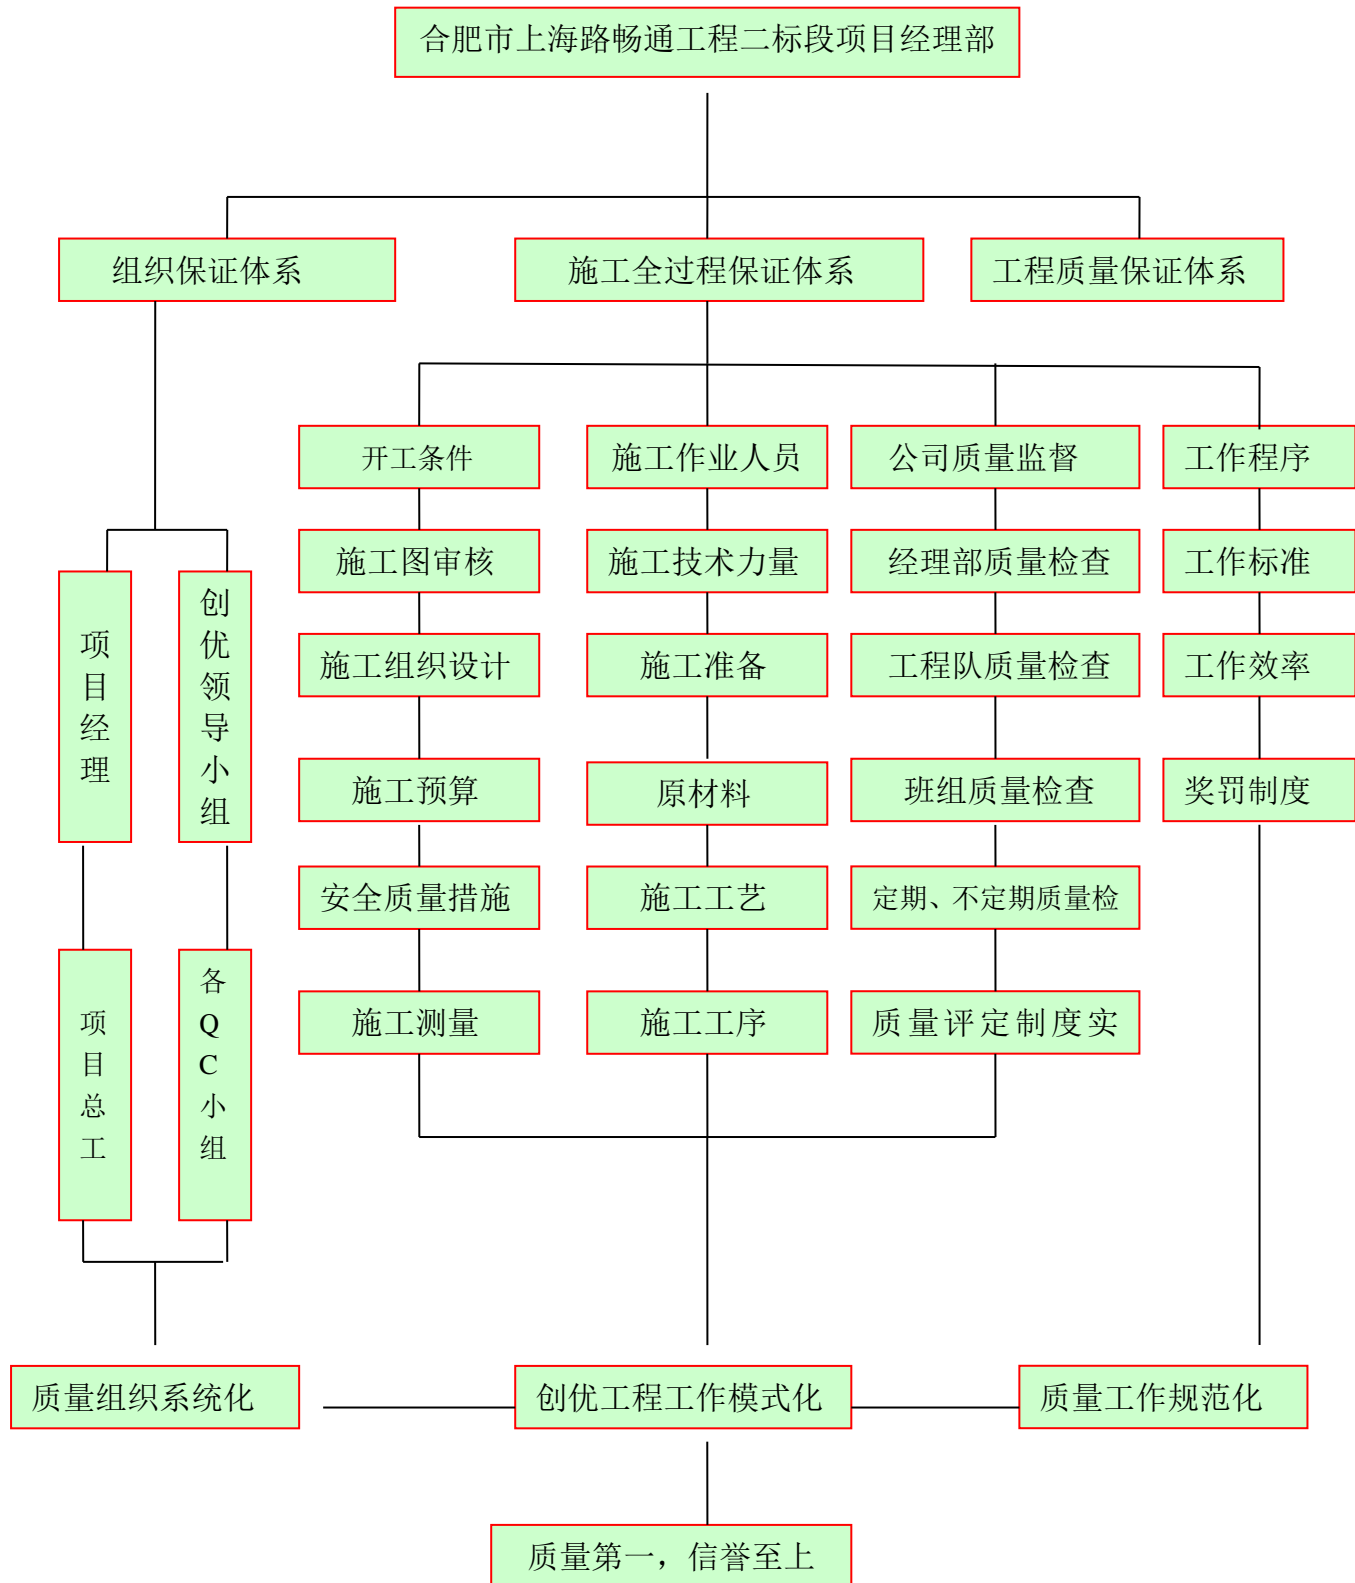 合肥市上海路畅通工程二标段项目经理部
组织保证体系
施工全过程保证体系
工程质量保证体系
开工条件
施工作业人员
公司质量监督
工作程序
施工图审核
施工技术力量
经理部质量检查
工作标准
项目经理
创优领导小组
施工组织设计
施工准备
工程队质量检查
工作效率
施工预算
原材料
班组质量检查
奖罚制度
安全质量措施
施工工艺
定期、不定期质量检
项目总工
各QC小组
施工测量
施工工序
质量评定制度实
质量组织系统化
创优工程工作模式化
质量工作规范化
质量第一，信誉至上